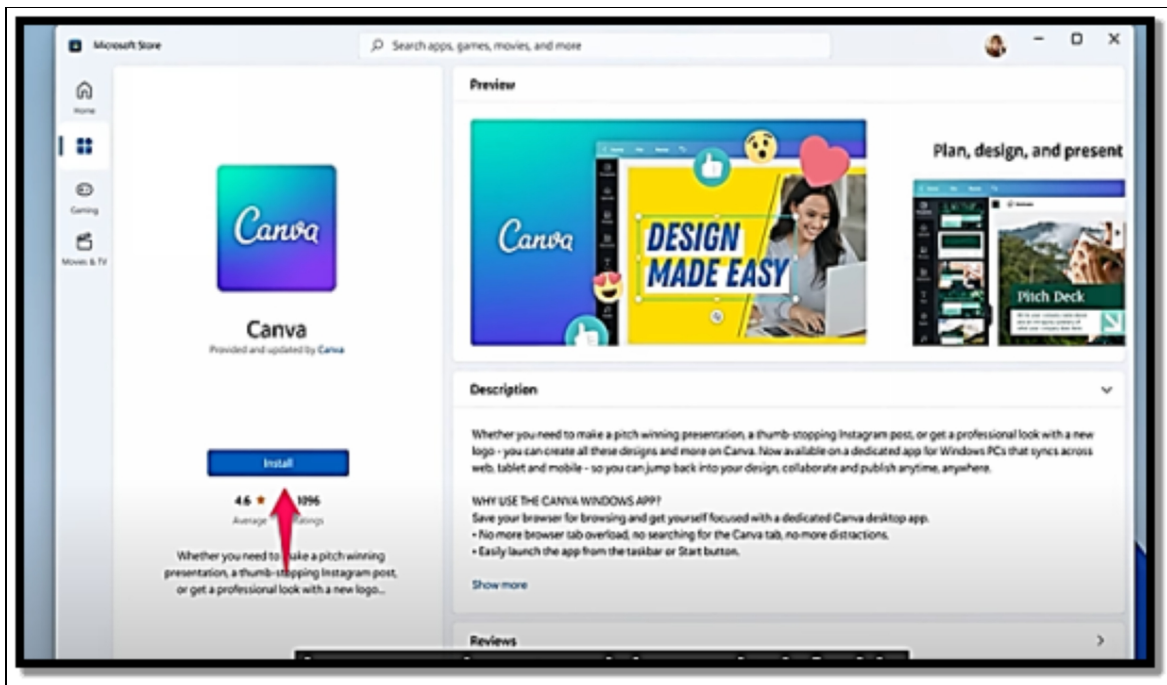 Microsoft Store
Search apps, games, movies, and more
Home
Gaming
Movies & TV
Canva
Canva
Provided and updated by Canva
Install
4.6 ★ 1096
Average Ratings
Whether you need to make a pitch winning
presentation, a thumb-stopping Instagram post,
or get a professional look with a new logo...
Preview
Canva
DESIGN
MADE EASY
Plan, design, and present
Pitch Deck
Description
Whether you need to make a pitch winning presentation, a thumb-stopping Instagram post, or get a professional look with a new
logo - you can create all these designs and more on Canva. Now available on a dedicated app for Windows PCs that syncs across
web, tablet and mobile - so you can jump back into your design, collaborate and publish anytime, anywhere.
WHY USE THE CANVA WINDOWS APP?
Save your browser for browsing and get yourself focused with a dedicated Canva desktop app.
• No more browser tab overload, no searching for the Canva tab, no more distractions.
• Easily launch the app from the taskbar or Start button.
Show more
Reviews